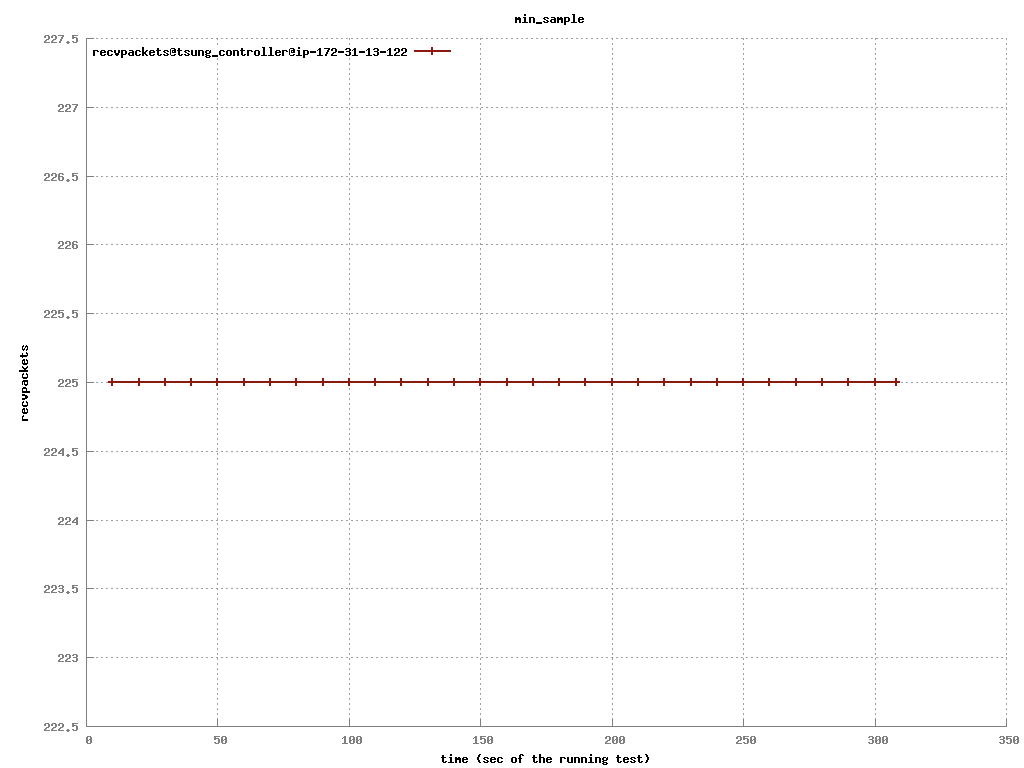 min_sample
recvpackets@tsung_controller@ip-172-31-13-122
227.5
227
226.5
226
225.5
225
224.5
224
223.5
223
222.5
recvpackets
0 50 100 150 200 250 300 350
time (sec of the running test)